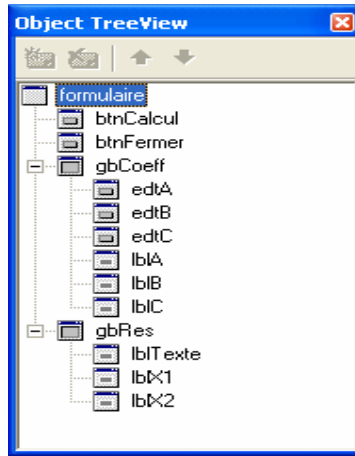 Object TreeView
formulaire
btnCalcul
btnFermer
gbCoeff
edtA
edtB
edtC
lblA
lblB
lblC
gbRes
lblTexte
lblX1
lblX2